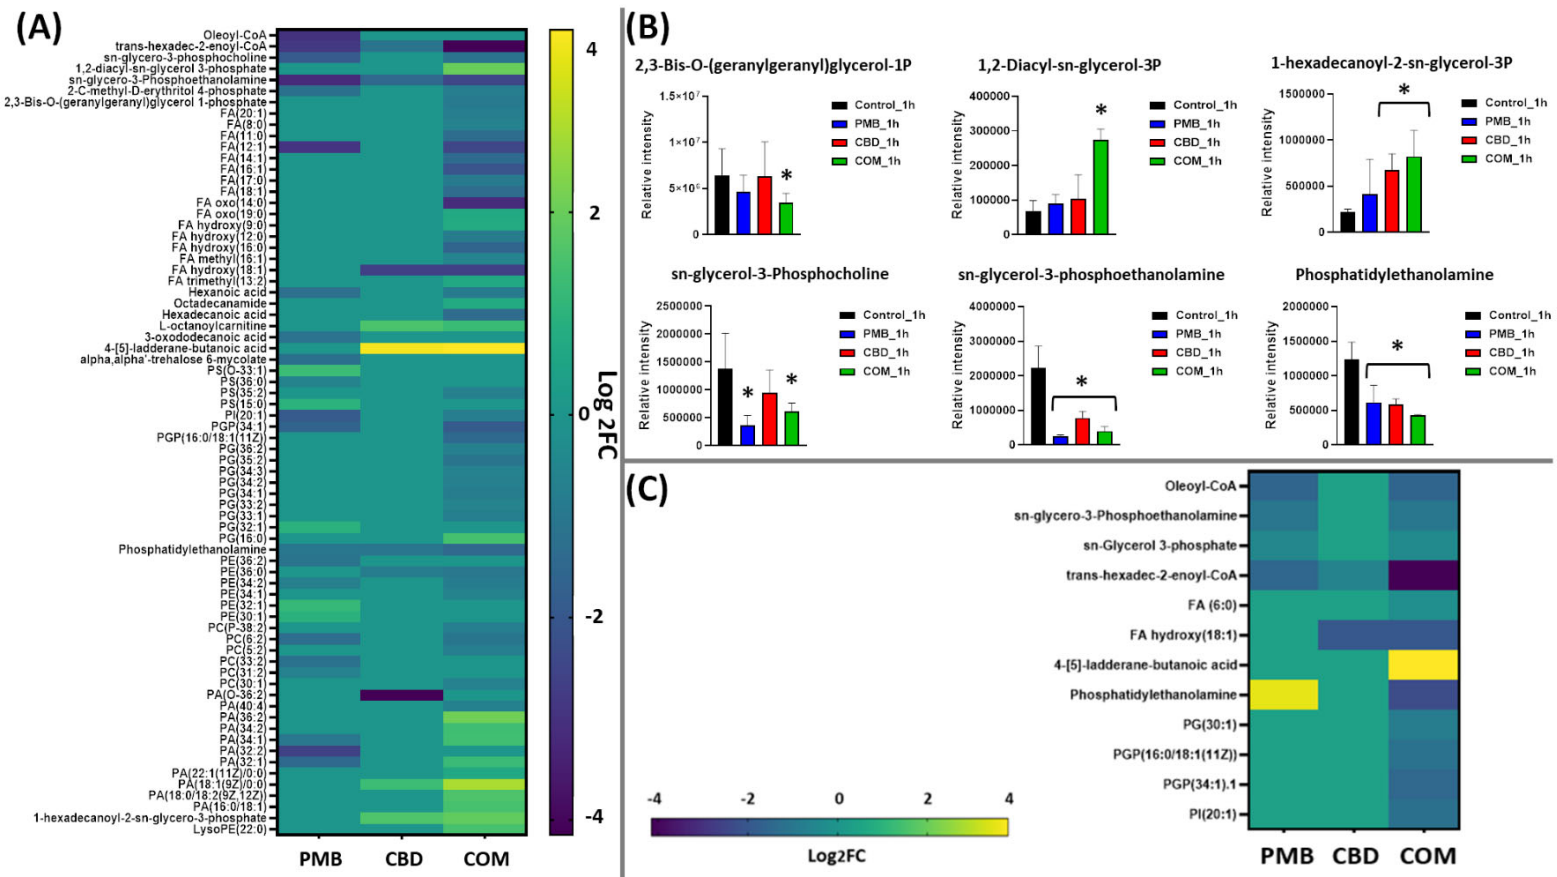 (A)
Oleoyl-CoA
trans-hexadec-2-enoyl-CoA
sn-glycero-3-phosphocholine
1,2-diacyl-sn-glycerol 3-phosphate
sn-glycero-3-Phosphoethanolamine
2-C-methyl-D-erythritol 4-phosphate
2,3-Bis-O-(geranylgeranyl)glycerol 1-phosphate
FA(20:1)
FA(8:0)
FA(11:0)
FA(12:1)
FA(14:1)
FA(16:1)
FA(17:0)
FA(18:1)
FA oxo(14:0)
FA oxo(19:0)
FA hydroxy(9:0)
FA hydroxy(12:0)
FA hydroxy(16:0)
FA methyl(16:1)
FA hydroxy(18:1)
FA trimethyl(13:2)
Hexanoic acid
Octadecanamide
Hexadecanoic acid
L-octanoylcarnitine
3-oxododecanoic acid
4-[5]-ladderane-butanoic acid
alpha,alpha'-trehalose 6-mycolate
PS(O-33:1)
PS(36:0)
PS(35:2)
PS(15:0)
PI(20:1)
PGP(34:1)
PGP(16:0/18:1(11Z)
PG(36:2)
PG(35:2)
PG(34:3)
PG(34:2)
PG(34:1)
PG(33:2)
PG(33:1)
PG(32:1)
PG(16:0)
Phosphatidylethanolamine
PE(36:2)
PE(36:0)
PE(34:2)
PE(34:1)
PE(32:1)
PE(30:1)
PC(P-38:2)
PC(6:2)
PC(5:2)
PC(33:2)
PC(31:2)
PC(30:1)
PA(O-36:2)
PA(40:4)
PA(36:2)
PA(34:2)
PA(34:1)
PA(32:2)
PA(32:1)
PA(22:1(11Z)/0:0)
PA(18:1(9Z)/0:0)
PA(18:0/18:2(9Z,12Z))
PA(16:0/18:1)
1-hexadecanoyl-2-sn-glycero-3-phosphate
LysoPE(22:0)
PMB CBD COM
4
2
0
-2
-4
Log 2FC
(B)
2,3-Bis-O-(geranylgeranyl)glycerol-1P
Relative intensity
1.5×10⁷
1×10⁷
5×10⁶
0
*
Control_1h
PMB_1h
CBD_1h
COM_1h
1,2-Diacyl-sn-glycerol-3P
Relative intensity
400000
300000
200000
100000
0
*
Control_1h
PMB_1h
CBD_1h
COM_1h
1-hexadecanoyl-2-sn-glycerol-3P
Relative intensity
1500000
1000000
500000
0
*
Control_1h
PMB_1h
CBD_1h
COM_1h
sn-glycerol-3-Phosphocholine
Relative intensity
2500000
2000000
1500000
1000000
500000
0
* *
Control_1h
PMB_1h
CBD_1h
COM_1h
sn-glycerol-3-phosphoethanolamine
Relative intensity
4000000
3000000
2000000
1000000
0
*
Control_1h
PMB_1h
CBD_1h
COM_1h
Phosphatidylethanolamine
Relative intensity
2000000
1500000
1000000
500000
0
*
Control_1h
PMB_1h
CBD_1h
COM_1h
(C)
Oleoyl-CoA
sn-glycero-3-Phosphoethanolamine
sn-Glycerol 3-phosphate
trans-hexadec-2-enoyl-CoA
FA (6:0)
FA hydroxy(18:1)
4-[5]-ladderane-butanoic acid
Phosphatidylethanolamine
PG(30:1)
PGP(16:0/18:1(11Z))
PGP(34:1).1
PI(20:1)
PMB CBD COM
-4 -2 0 2 4
Log2FC